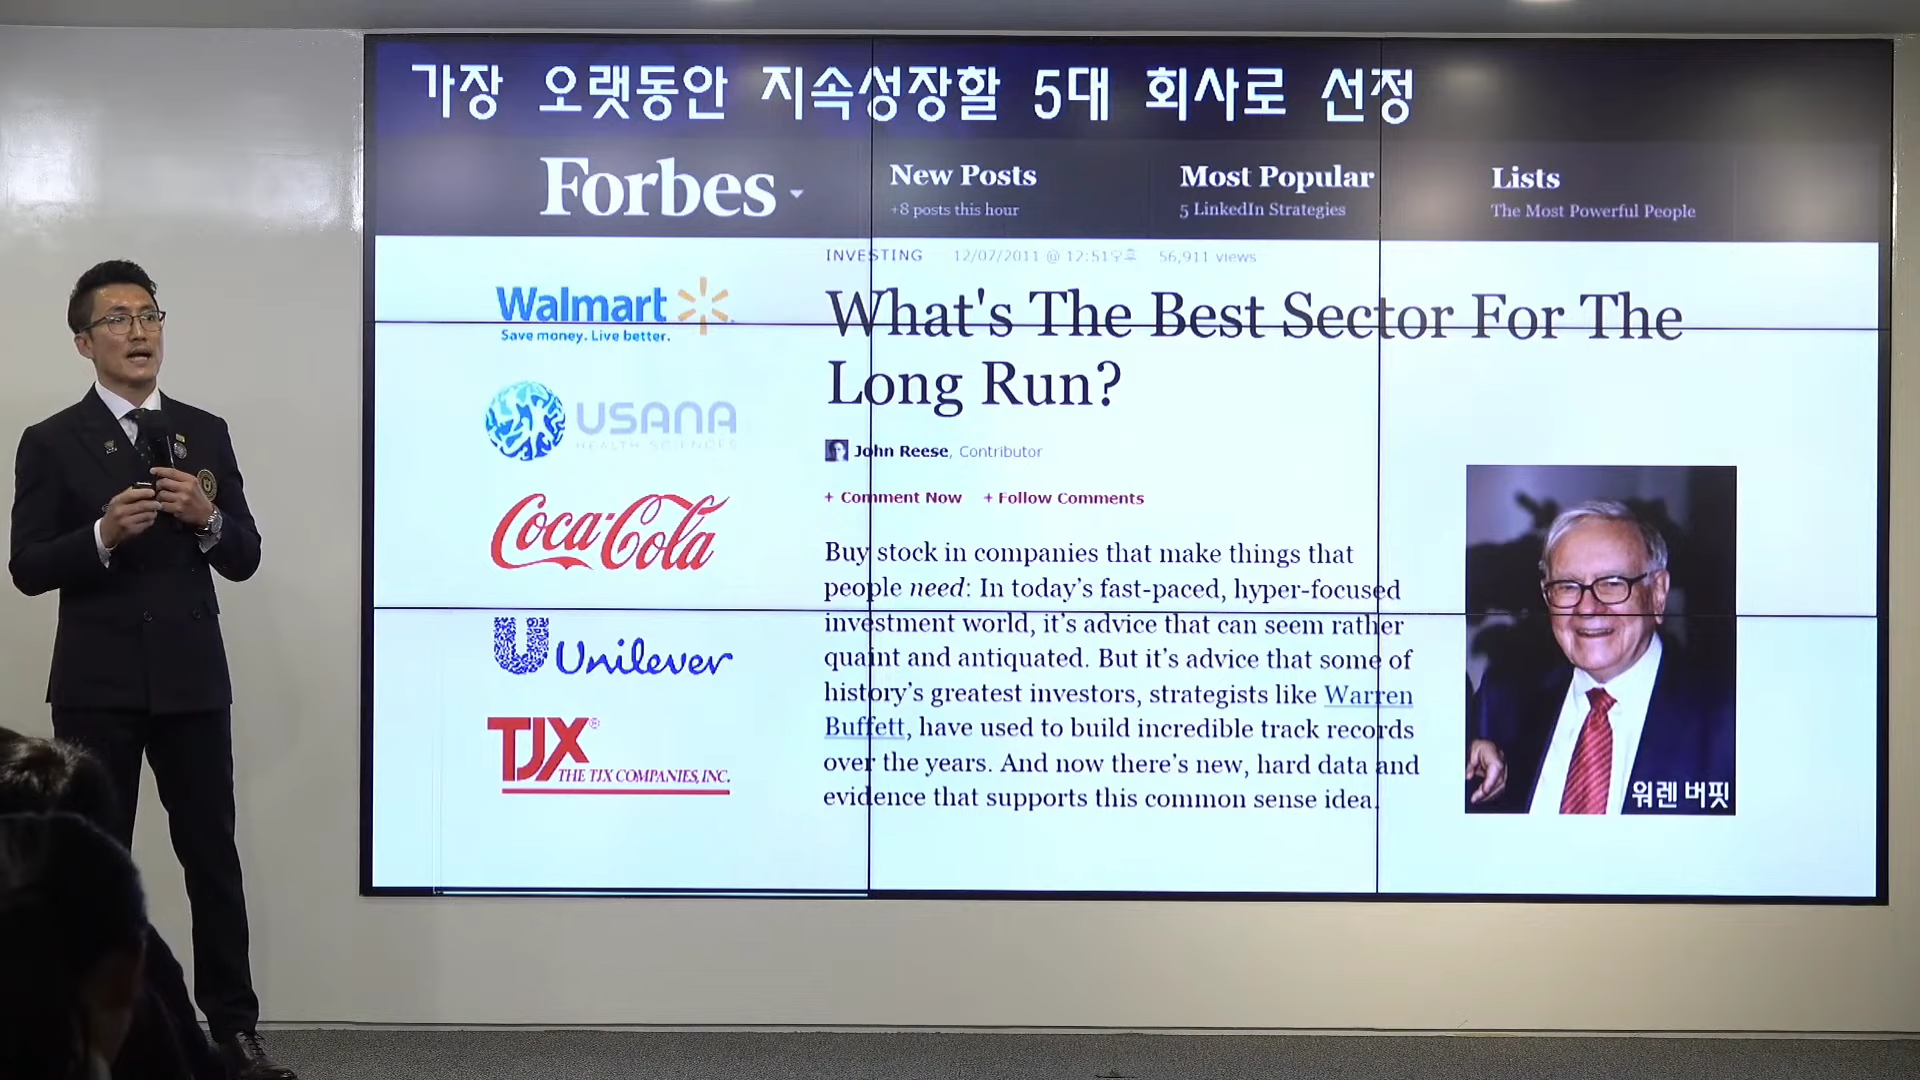 가장 오랫동안 지속성장할 5대 회사로 선정
Forbes
New Posts
+8 posts this hour
Most Popular
5 LinkedIn Strategies
Lists
The Most Powerful People
INVESTING 12/07/2011 @ 12:51오후 56,911 views
What's The Best Sector For The
Long Run?
John Reese, Contributor
+ Comment Now + Follow Comments
Buy stock in companies that make things that
people need: In today's fast-paced, hyper-focused
investment world, it's advice that can seem rather
quaint and antiquated. But it's advice that some of
history's greatest investors, strategists like Warren
Buffett, have used to build incredible track records
over the years. And now there's new, hard data and
evidence that supports this common sense idea.
Walmart
Save money. Live better.
USANA
HEALTH SCIENCES
Coca-Cola
Unilever
TJX®
THE TJX COMPANIES, INC.
워렌 버핏